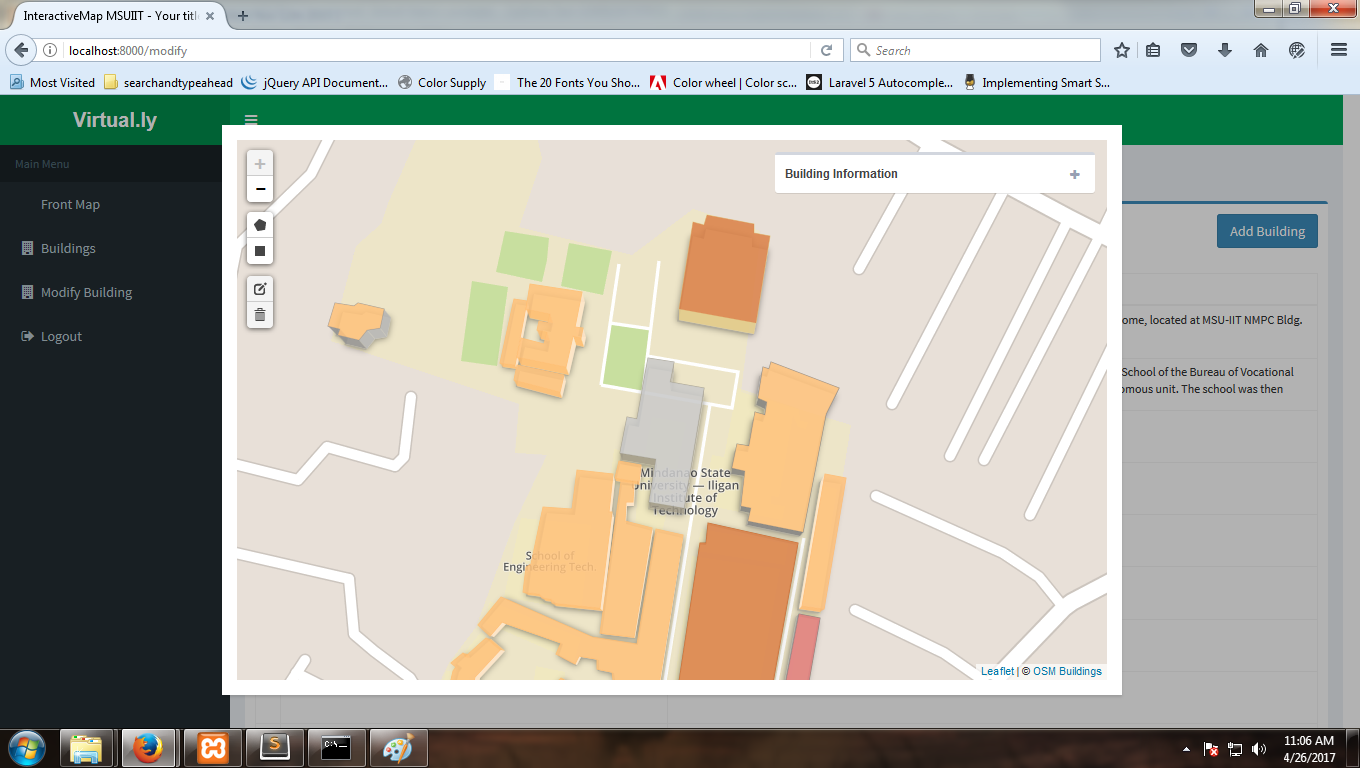 InteractiveMap MSUIIT - Your titl
localhost:8000/modify
Search
Most Visited
searchandtypeahead
jQuery API Document...
Color Supply
The 20 Fonts You Sho...
Color wheel | Color sc...
Laravel 5 Autocomple...
Implementing Smart S...
Virtual.ly
Main Menu
Front Map
Buildings
Modify Building
Logout
+
−
Building Information
+
Add Building
ome, located at MSU-IIT NMPC Bldg.
School of the Bureau of Vocational
omous unit. The school was then
Mindanao State
University — Iligan
Institute of
Technology
School of
Engineering Tech
Leaflet | © OSM Buildings
C:\_
11:06 AM
4/26/2017